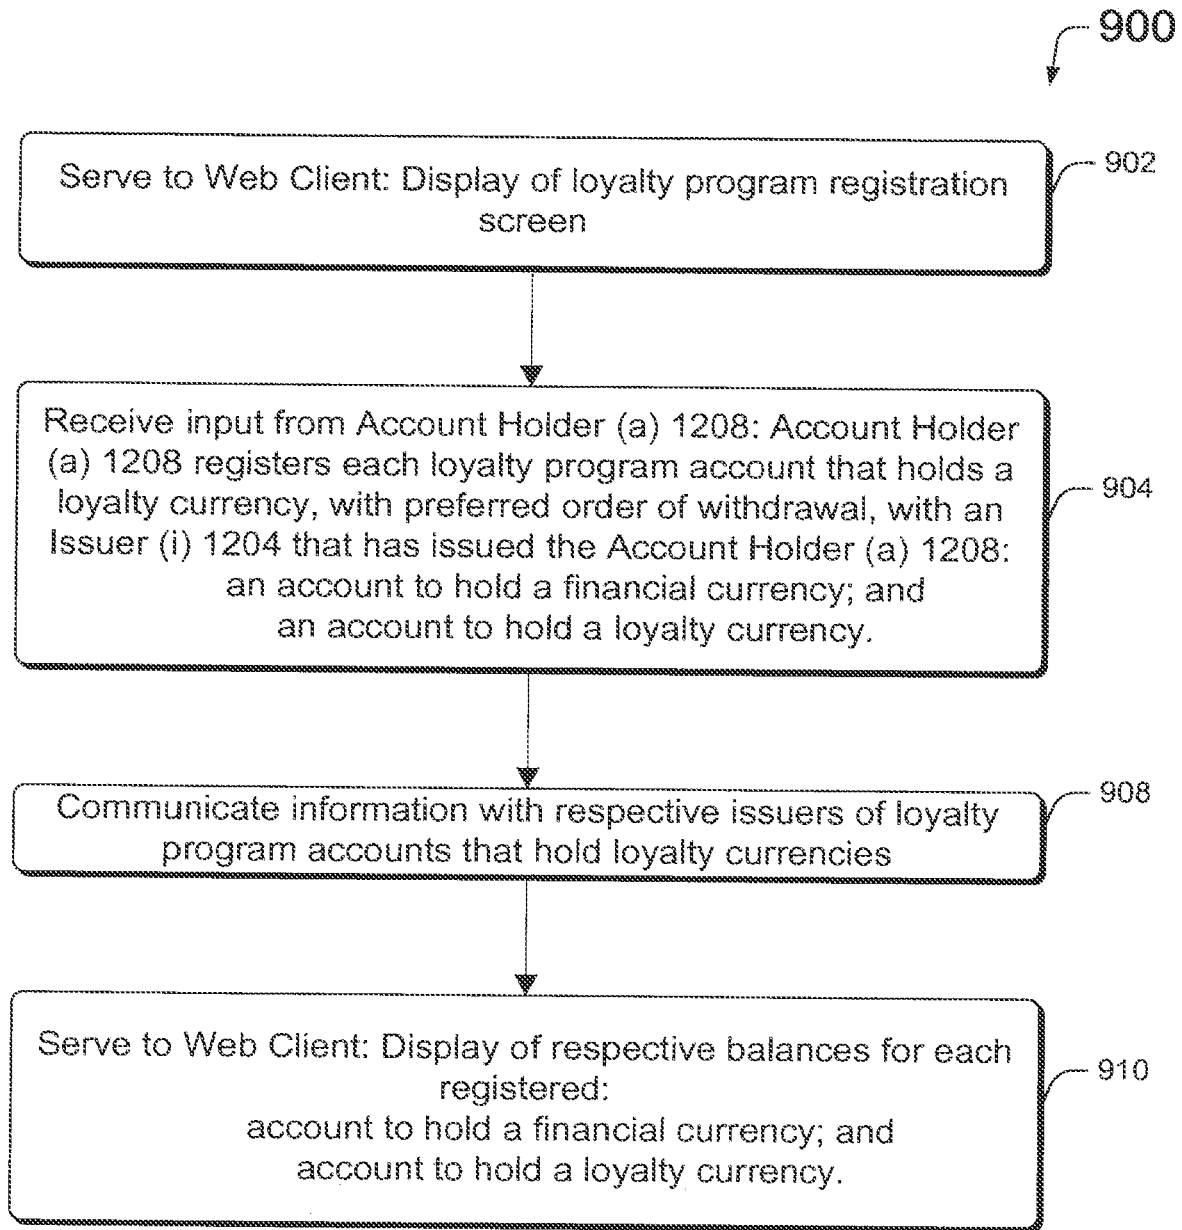 900
Serve to Web Client: Display of loyalty program registration
screen
902
Receive input from Account Holder (a) 1208: Account Holder
(a) 1208 registers each loyalty program account that holds a
loyalty currency, with preferred order of withdrawal, with an
Issuer (i) 1204 that has issued the Account Holder (a) 1208:
an account to hold a financial currency; and
an account to hold a loyalty currency.
904
Communicate information with respective issuers of loyalty
program accounts that hold loyalty currencies
908
Serve to Web Client: Display of respective balances for each
registered:
account to hold a financial currency; and
account to hold a loyalty currency.
910